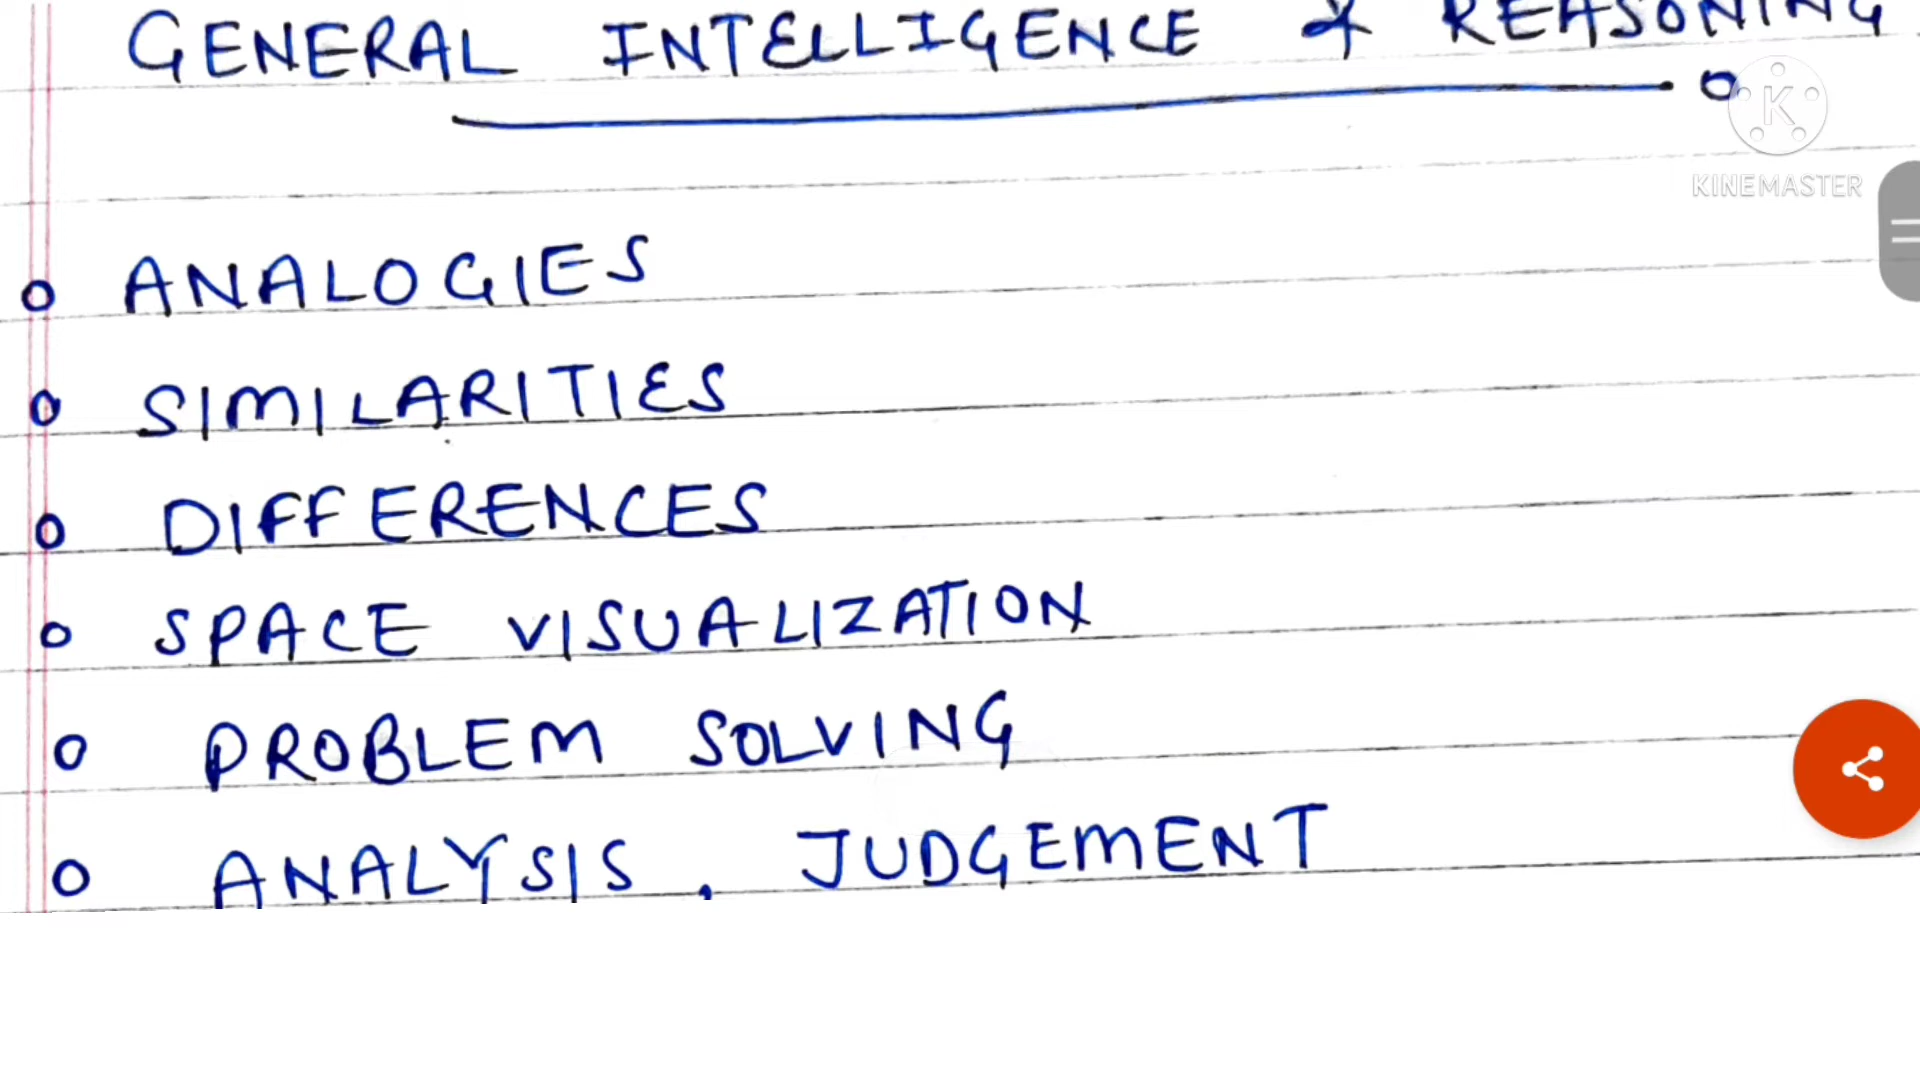 GENERAL INTELLIGENCE & REASONING
KINEMASTER
ANALOGIES
SIMILARITIES
DIFFERENCES
SPACE VISUALIZATION
PROBLEM SOLVING
ANALYSIS, JUDGEMENT